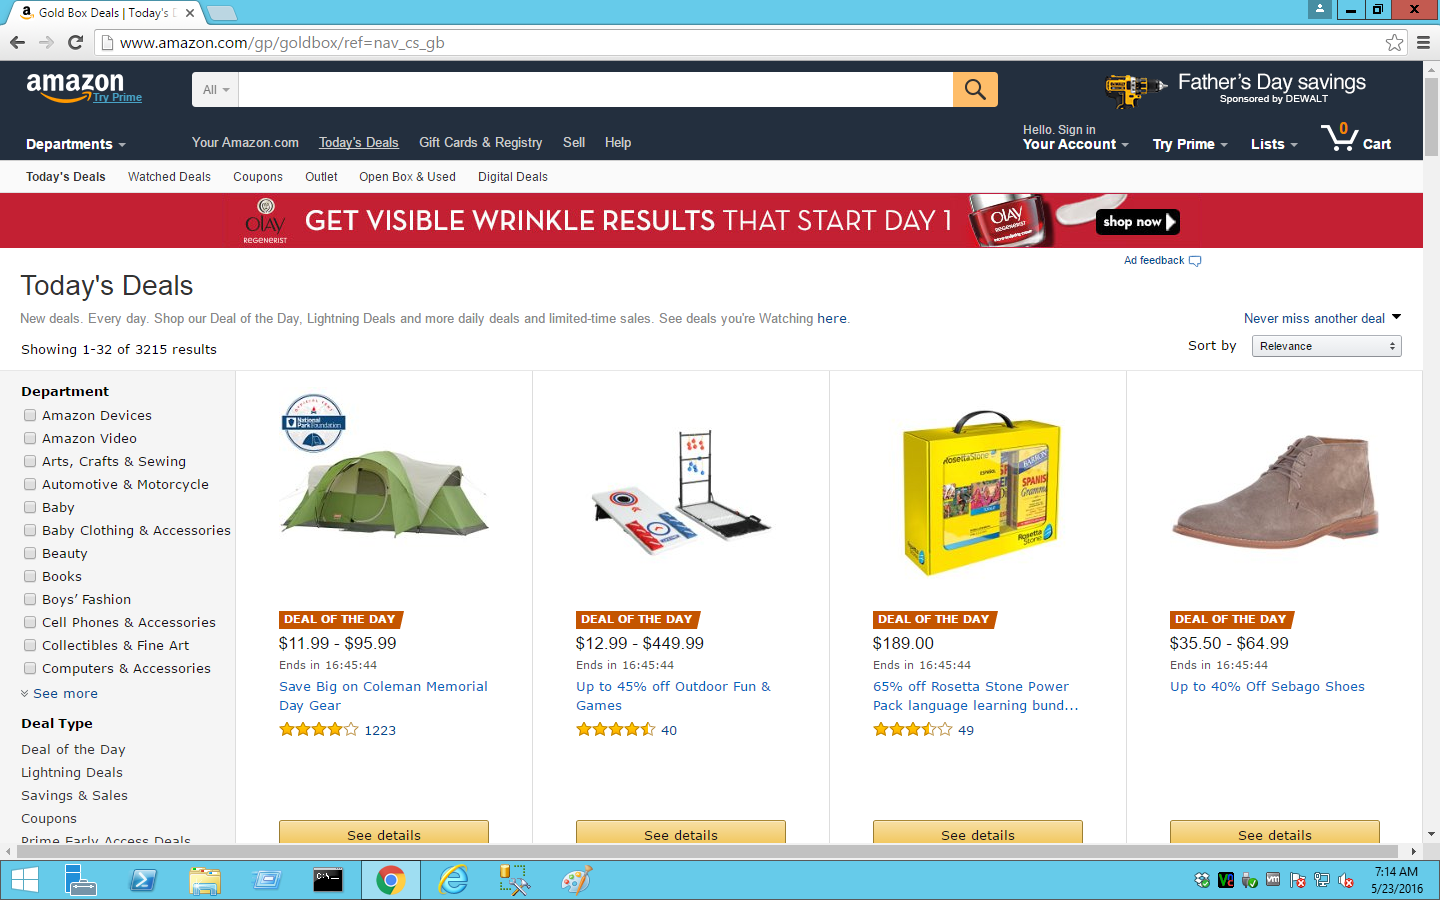 Gold Box Deals | Today's D
www.amazon.com/gp/goldbox/ref=nav_cs_gb
amazon
Try Prime
All
Father's Day savings
Sponsored by DEWALT
Departments
Your Amazon.com
Today's Deals
Gift Cards & Registry
Sell
Help
Hello. Sign in
Your Account
Try Prime
Lists
0
Cart
Today's Deals
Watched Deals
Coupons
Outlet
Open Box & Used
Digital Deals
OLAY
REGENERIST
GET VISIBLE WRINKLE RESULTS THAT START DAY 1
OLAY
REGENERIST
shop now
Ad feedback
Today's Deals
New deals. Every day. Shop our Deal of the Day, Lightning Deals and more daily deals and limited-time sales. See deals you're Watching here.
Never miss another deal
Showing 1-32 of 3215 results
Sort by
Relevance
Department
Amazon Devices
Amazon Video
Arts, Crafts & Sewing
Automotive & Motorcycle
Baby
Baby Clothing & Accessories
Beauty
Books
Boys' Fashion
Cell Phones & Accessories
Collectibles & Fine Art
Computers & Accessories
See more
Deal Type
Deal of the Day
Lightning Deals
Savings & Sales
Coupons
Prime Early Access Deals
National
Park Foundation
DEAL OF THE DAY
$11.99 - $95.99
Ends in 16:45:44
Save Big on Coleman Memorial
Day Gear
1223
See details
DEAL OF THE DAY
$12.99 - $449.99
Ends in 16:45:44
Up to 45% off Outdoor Fun &
Games
40
See details
RosettaStone
ESPAÑOL
BARRON
SPANIS
Gramm
Rosetta
Stone
DEAL OF THE DAY
$189.00
Ends in 16:45:44
65% off Rosetta Stone Power
Pack language learning bund...
49
See details
DEAL OF THE DAY
$35.50 - $64.99
Ends in 16:45:44
Up to 40% Off Sebago Shoes
See details
C:\.
vm
7:14 AM
5/23/2016